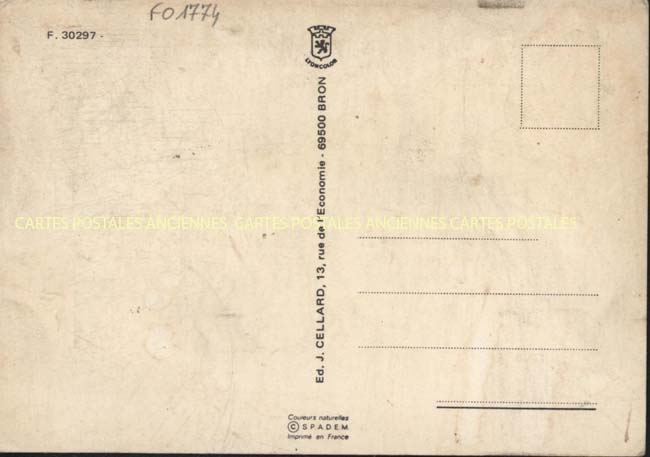 FO1774
F. 30297 -
LYONCOLOR
Ed. J. CELLARD, 13, rue de l'Economie - 69500 BRON
CARTES POSTALES ANCIENNES CARTES POSTALES ANCIENNES CARTES POSTALES
Couleurs naturelles
© S.P.A.D.E.M.
Imprimé en France